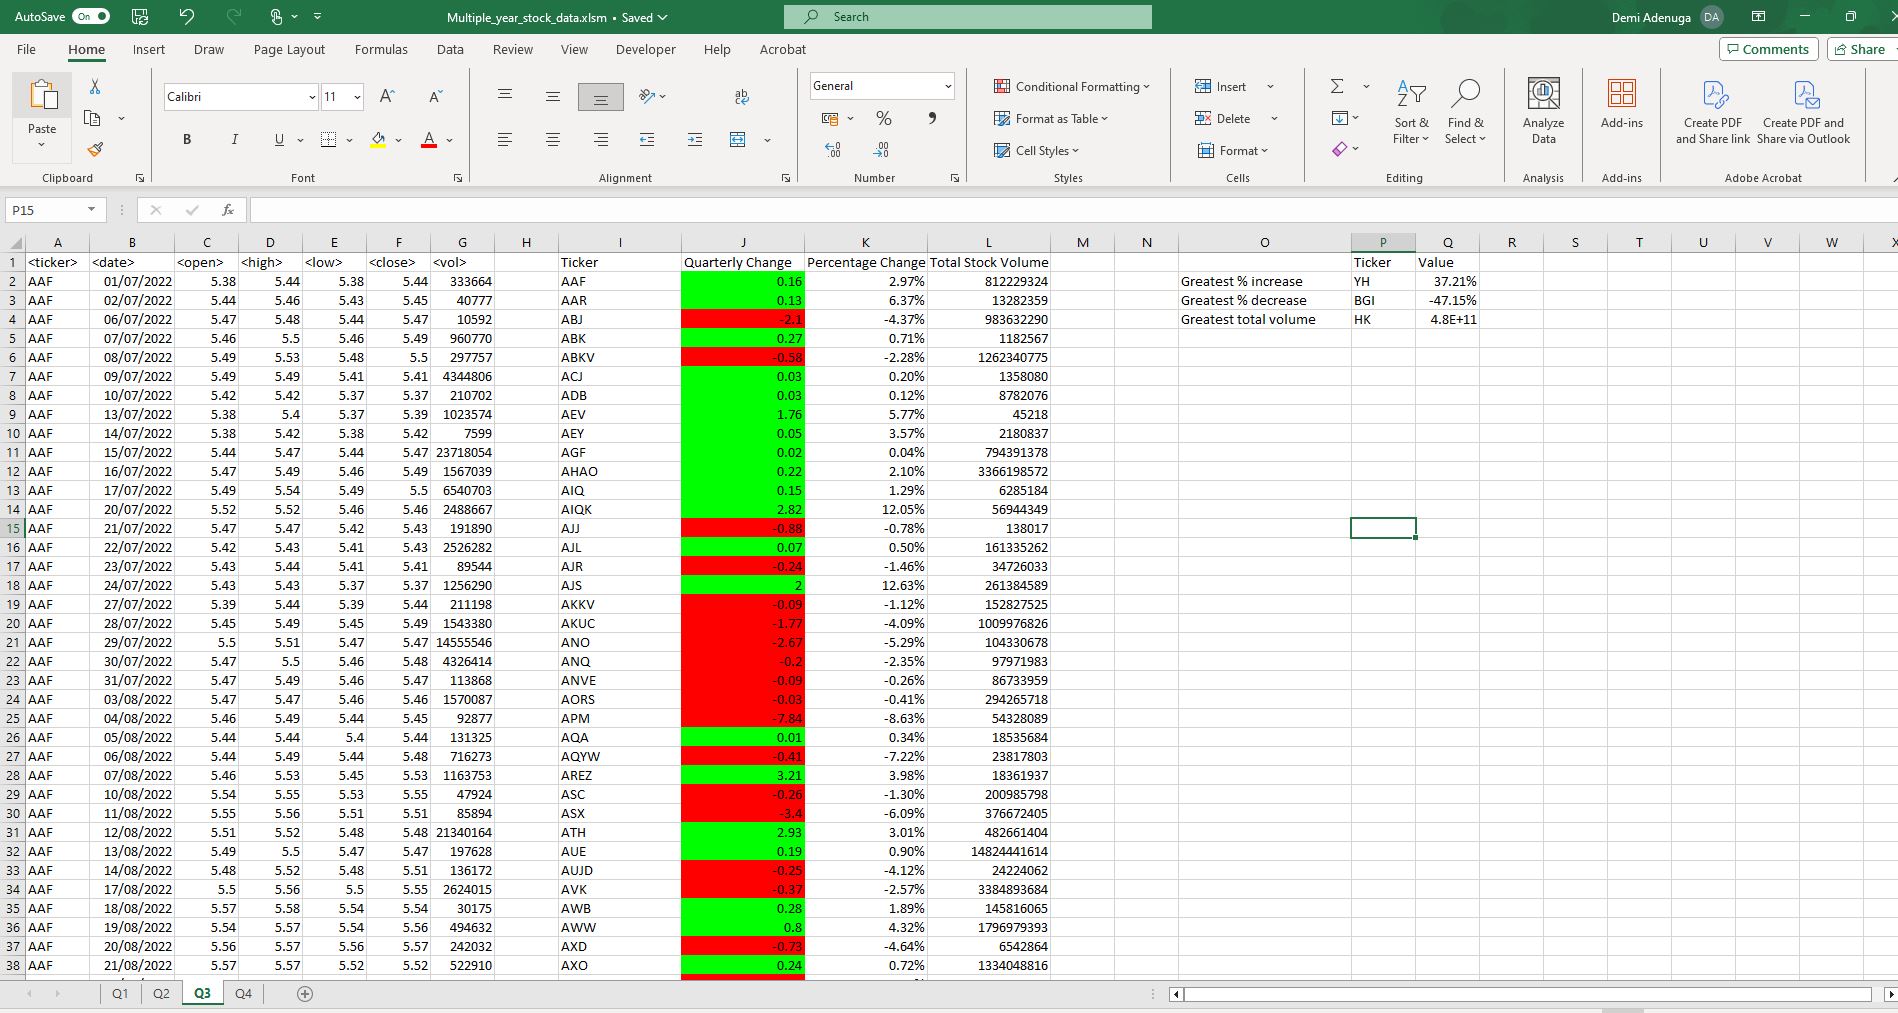 AutoSave On Multiple_year_stock_data.xlsm • Saved Search Demi Adenuga DA
File Home Insert Draw Page Layout Formulas Data Review View Developer Help Acrobat Comments Share
Paste
Clipboard
Calibri 11
B I U
Font
Alignment
General
% 9
Number
Conditional Formatting
Format as Table
Cell Styles
Styles
Insert
Delete
Format
Cells
Sort & Filter
Find & Select
Editing
Analyze Data
Analysis
Add-ins
Add-ins
Create PDF and Share link
Create PDF and Share via Outlook
Adobe Acrobat
P15 fx
A B C D E F G H I J K L M N O P Q R S T U V W X
1 <ticker> <date> <open> <high> <low> <close> <vol> Ticker Quarterly Change Percentage Change Total Stock Volume Ticker Value
2 AAF 01/07/2022 5.38 5.44 5.38 5.44 333664 AAF 0.16 2.97% 812229324 Greatest % increase YH 37.21%
3 AAF 02/07/2022 5.44 5.46 5.43 5.45 40777 AAR 0.13 6.37% 13282359 Greatest % decrease BGI -47.15%
4 AAF 06/07/2022 5.47 5.48 5.44 5.47 10592 ABJ -2.1 -4.37% 983632290 Greatest total volume HK 4.8E+11
5 AAF 07/07/2022 5.46 5.5 5.46 5.49 960770 ABK 0.27 0.71% 1182567
6 AAF 08/07/2022 5.49 5.53 5.48 5.5 297757 ABKV -0.58 -2.28% 1262340775
7 AAF 09/07/2022 5.49 5.49 5.41 5.41 4344806 ACJ 0.03 0.20% 1358080
8 AAF 10/07/2022 5.42 5.42 5.37 5.37 210702 ADB 0.03 0.12% 8782076
9 AAF 13/07/2022 5.38 5.4 5.37 5.39 1023574 AEV 1.76 5.77% 45218
10 AAF 14/07/2022 5.38 5.42 5.38 5.42 7599 AEY 0.05 3.57% 2180837
11 AAF 15/07/2022 5.44 5.47 5.44 5.47 23718054 AGF 0.02 0.04% 794391378
12 AAF 16/07/2022 5.47 5.49 5.46 5.49 1567039 AHAO 0.22 2.10% 3366198572
13 AAF 17/07/2022 5.49 5.54 5.49 5.5 6540703 AIQ 0.15 1.29% 6285184
14 AAF 20/07/2022 5.52 5.52 5.46 5.46 2488667 AIQK 2.82 12.05% 56944349
15 AAF 21/07/2022 5.47 5.47 5.42 5.43 191890 AJJ -0.88 -0.78% 138017
16 AAF 22/07/2022 5.42 5.43 5.41 5.43 2526282 AJL 0.07 0.50% 161335262
17 AAF 23/07/2022 5.43 5.44 5.41 5.41 89544 AJR -0.24 -1.46% 34726033
18 AAF 24/07/2022 5.43 5.43 5.37 5.37 1256290 AJS 2 12.63% 261384589
19 AAF 27/07/2022 5.39 5.44 5.39 5.44 211198 AKKV -0.09 -1.12% 152827525
20 AAF 28/07/2022 5.45 5.49 5.45 5.49 1543380 AKUC -1.77 -4.09% 1009976826
21 AAF 29/07/2022 5.5 5.51 5.47 5.47 14555546 ANO -2.67 -5.29% 104330678
22 AAF 30/07/2022 5.47 5.5 5.46 5.48 4326414 ANQ -0.2 -2.35% 97971983
23 AAF 31/07/2022 5.47 5.49 5.46 5.47 113868 ANVE -0.09 -0.26% 86733959
24 AAF 03/08/2022 5.47 5.47 5.46 5.46 1570087 AORS -0.03 -0.41% 294265718
25 AAF 04/08/2022 5.46 5.49 5.44 5.45 92877 APM -7.84 -8.63% 54328089
26 AAF 05/08/2022 5.44 5.44 5.4 5.44 131325 AQA 0.01 0.34% 18535684
27 AAF 06/08/2022 5.44 5.49 5.44 5.48 716273 AQYW -0.41 -7.22% 23817803
28 AAF 07/08/2022 5.46 5.53 5.45 5.53 1163753 AREZ 3.21 3.98% 18361937
29 AAF 10/08/2022 5.54 5.55 5.53 5.55 47924 ASC -0.26 -1.30% 200985798
30 AAF 11/08/2022 5.55 5.56 5.51 5.51 85894 ASX -3.4 -6.09% 376672405
31 AAF 12/08/2022 5.51 5.52 5.48 5.48 21340164 ATH 2.93 3.01% 482661404
32 AAF 13/08/2022 5.49 5.5 5.47 5.47 197628 AUE 0.19 0.90% 14824441614
33 AAF 14/08/2022 5.48 5.52 5.48 5.51 136172 AUJD -0.25 -4.12% 24224062
34 AAF 17/08/2022 5.5 5.56 5.5 5.55 2624015 AVK -0.37 -2.57% 3384893684
35 AAF 18/08/2022 5.57 5.58 5.54 5.54 30175 AWB 0.28 1.89% 145816065
36 AAF 19/08/2022 5.54 5.57 5.54 5.56 494632 AWW 0.8 4.32% 1796979393
37 AAF 20/08/2022 5.56 5.57 5.56 5.57 242032 AXD -0.73 -4.64% 6542864
38 AAF 21/08/2022 5.57 5.57 5.52 5.52 522910 AXO 0.24 0.72% 1334048816
Q1 Q2 Q3 Q4